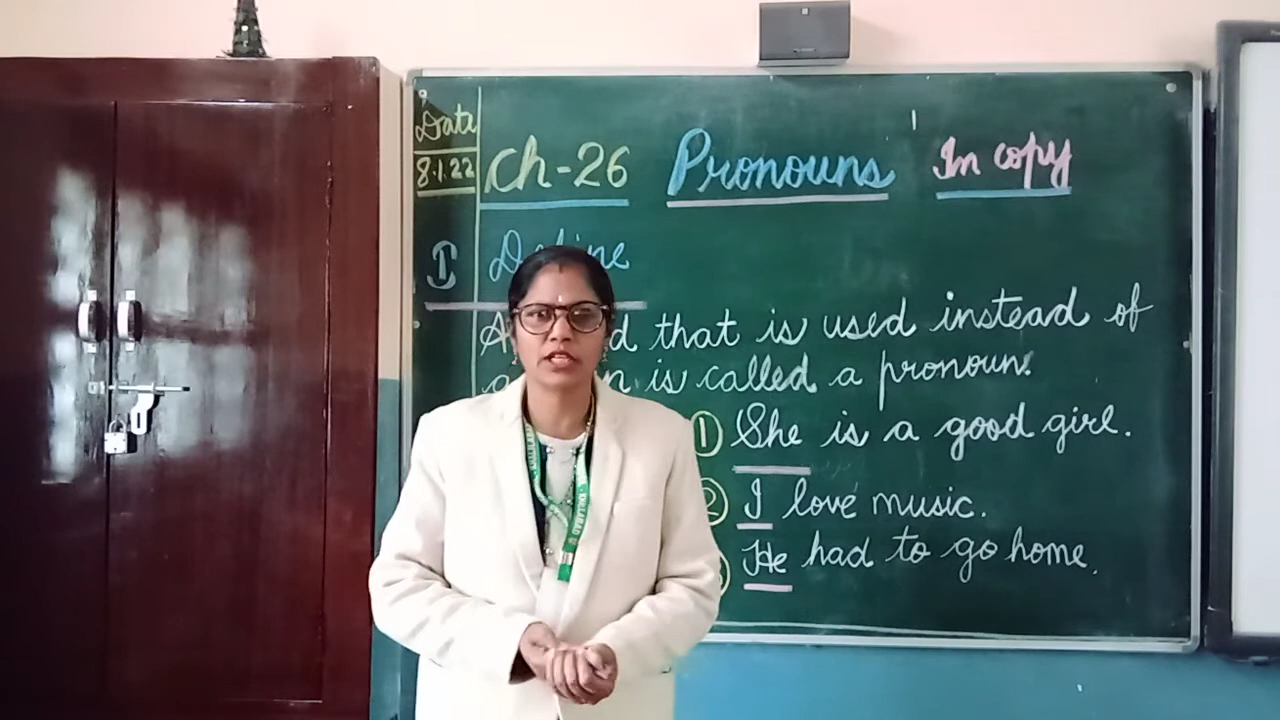 Date
8.1.22
Ch-26 Pronouns In copy
I Define
that is used instead of
is called a pronoun.
① She is a good girl.
② I love music.
He had to go home.